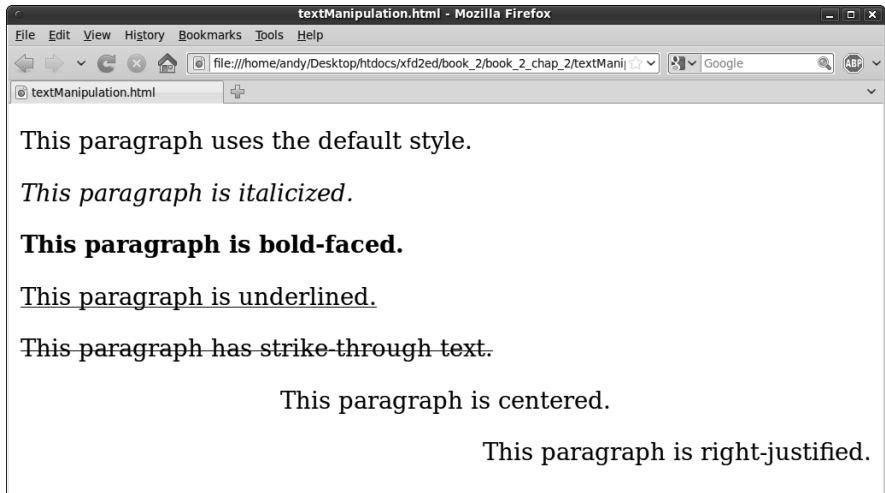 textManipulation.html - Mozilla Firefox
File Edit View History Bookmarks Tools Help
file:///home/andy/Desktop/htdocs/xfd2ed/book_2/book_2_chap_2/textMani Google ABP
textManipulation.html
This paragraph uses the default style.
This paragraph is italicized.
This paragraph is bold-faced.
This paragraph is underlined.
This paragraph has strike-through text.
This paragraph is centered.
This paragraph is right-justified.